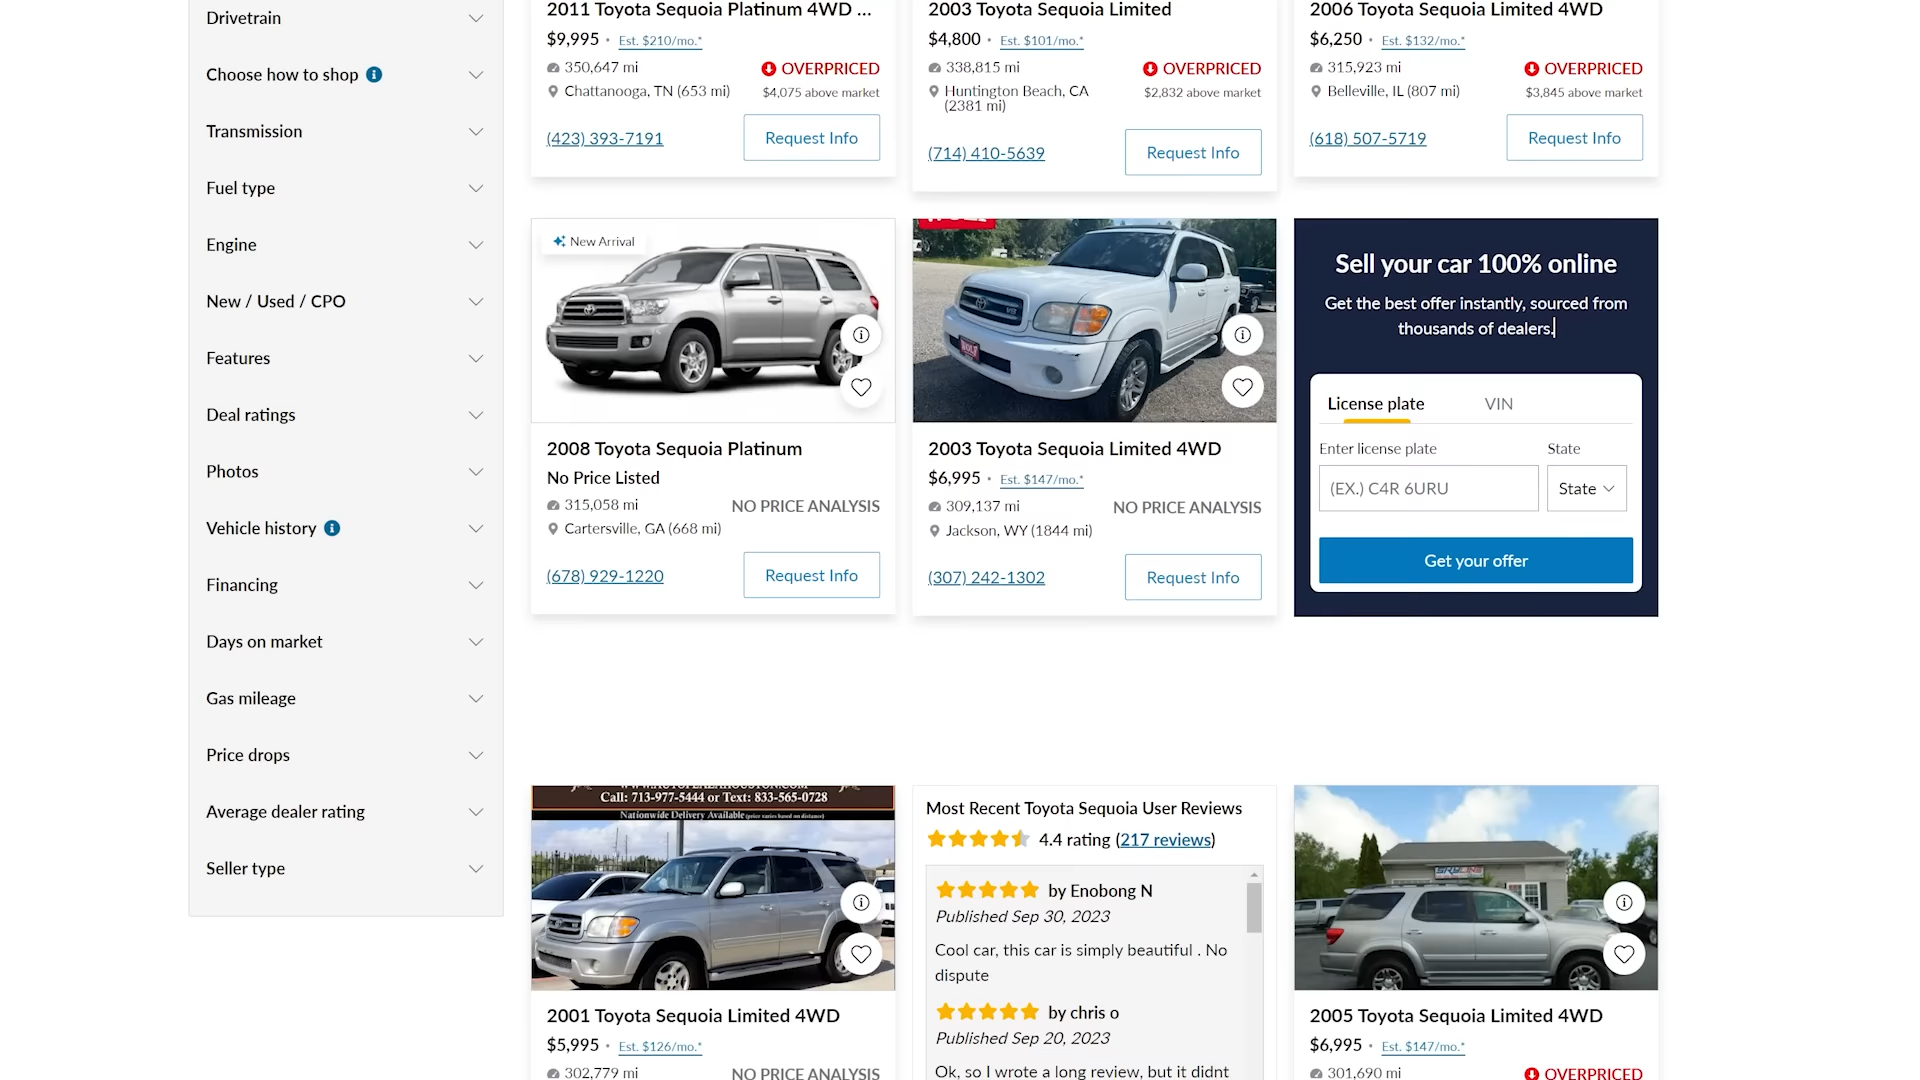 Drivetrain
Choose how to shop
Transmission
Fuel type
Engine
New / Used / CPO
Features
Deal ratings
Photos
Vehicle history
Financing
Days on market
Gas mileage
Price drops
Average dealer rating
Seller type
2011 Toyota Sequoia Platinum 4WD ...
$9,995 • Est. $210/mo.*
350,647 mi
OVERPRICED
Chattanooga, TN (653 mi)
$4,075 above market
(423) 393-7191
Request Info
2003 Toyota Sequoia Limited
$4,800 • Est. $101/mo.*
338,815 mi
OVERPRICED
Huntington Beach, CA
(2381 mi)
$2,832 above market
(714) 410-5639
Request Info
2006 Toyota Sequoia Limited 4WD
$6,250 • Est. $132/mo.*
315,923 mi
OVERPRICED
Belleville, IL (807 mi)
$3,845 above market
(618) 507-5719
Request Info
New Arrival
2008 Toyota Sequoia Platinum
No Price Listed
315,058 mi
NO PRICE ANALYSIS
Cartersville, GA (668 mi)
(678) 929-1220
Request Info
2003 Toyota Sequoia Limited 4WD
$6,995 • Est. $147/mo.*
309,137 mi
NO PRICE ANALYSIS
Jackson, WY (1844 mi)
(307) 242-1302
Request Info
Sell your car 100% online
Get the best offer instantly, sourced from
thousands of dealers.
License plate
VIN
Enter license plate
State
(EX.) C4R 6URU
State
Get your offer
Call: 713-977-5444 or Text: 833-565-0728
Nationwide Delivery Available (price varies based on distance)
2001 Toyota Sequoia Limited 4WD
$5,995 • Est. $126/mo.*
302,779 mi
NO PRICE ANALYSIS
Most Recent Toyota Sequoia User Reviews
4.4 rating (217 reviews)
by Enobong N
Published Sep 30, 2023
Cool car, this car is simply beautiful . No
dispute
by chris o
Published Sep 20, 2023
Ok, so I wrote a long review, but it didnt
2005 Toyota Sequoia Limited 4WD
$6,995 • Est. $147/mo.*
301,690 mi
OVERPRICED